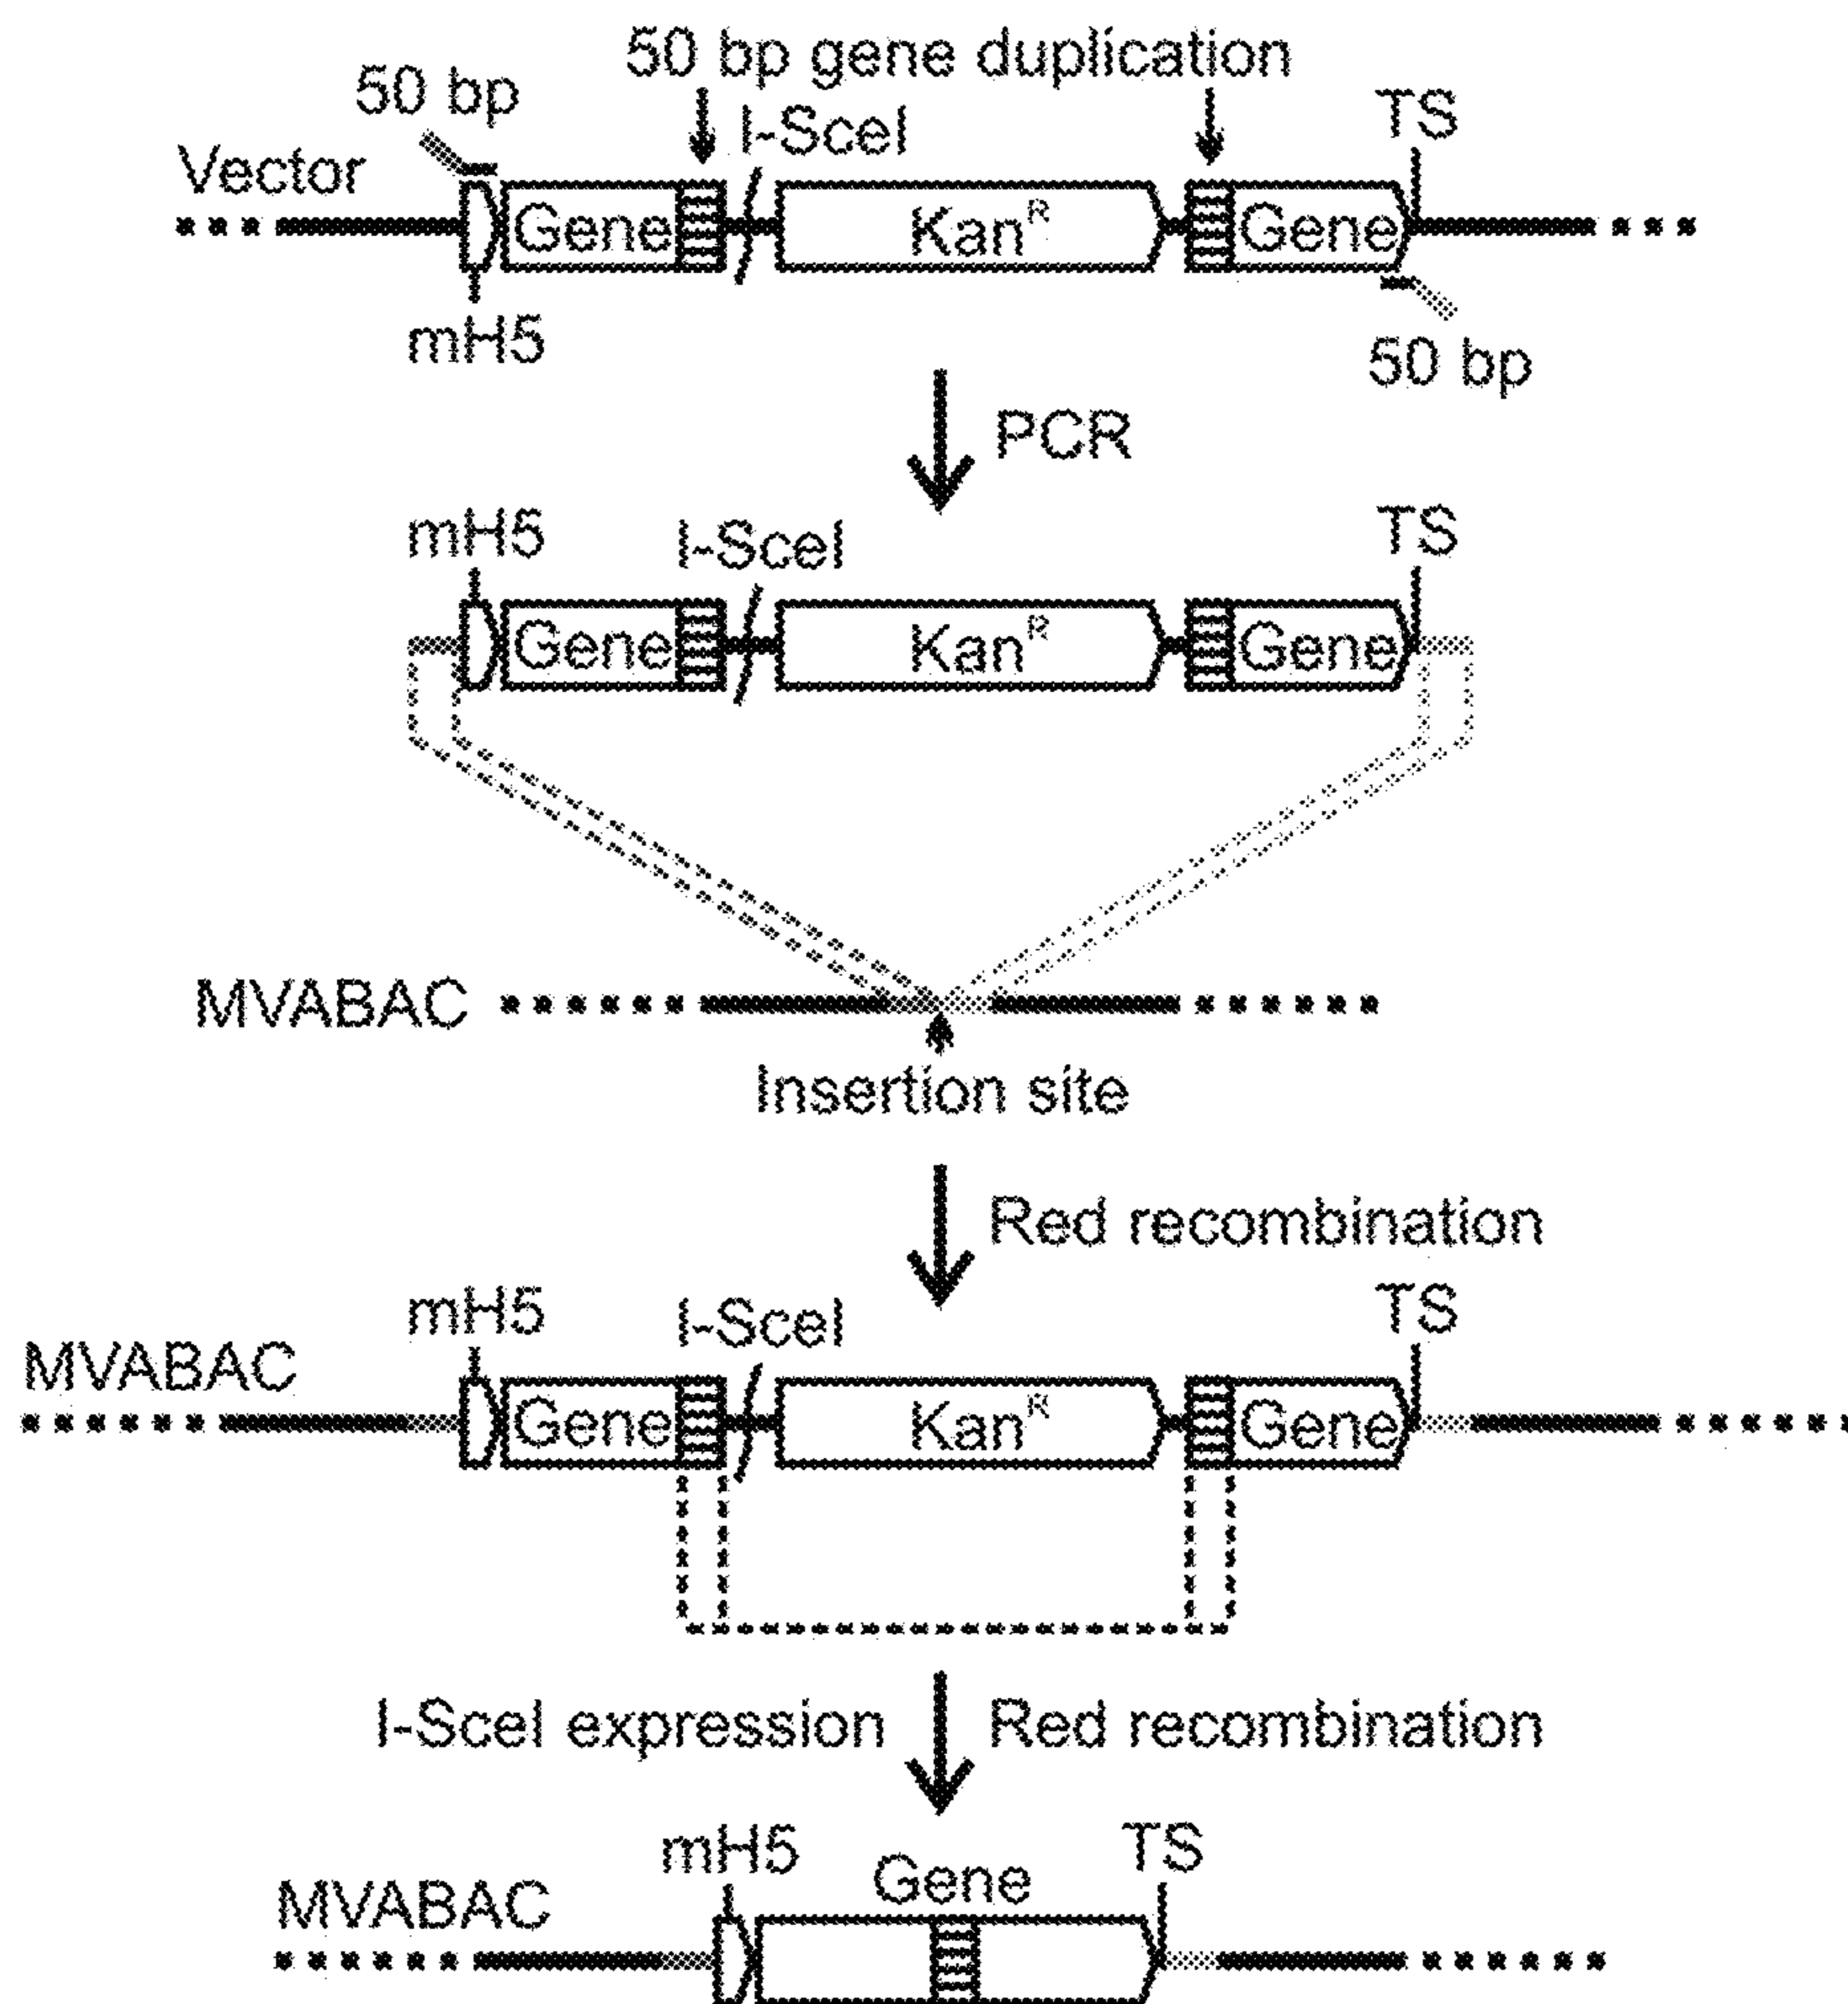 50 bp gene duplication
50 bp
I-SceI
TS
Vector
Gene
Kan^R
Gene
mH5
50 bp
PCR
mH5
I-SceI
TS
Gene
Kan^R
Gene
MVABAC
Insertion site
Red recombination
mH5
I-SceI
TS
MVABAC
Gene
Kan^R
Gene
I-SceI expression
Red recombination
mH5
Gene
TS
MVABAC